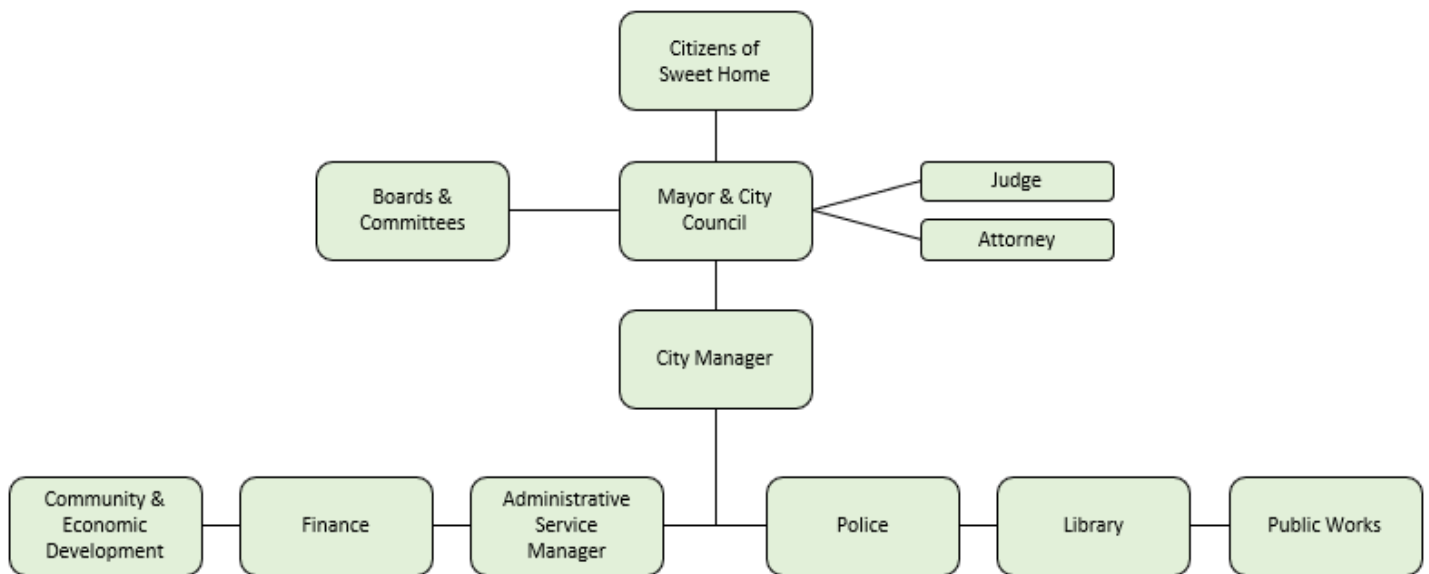 Citizens of
Sweet Home
Boards &
Committees
Mayor & City
Council
Judge
Attorney
City Manager
Community &
Economic
Development
Finance
Administrative
Service
Manager
Police
Library
Public Works